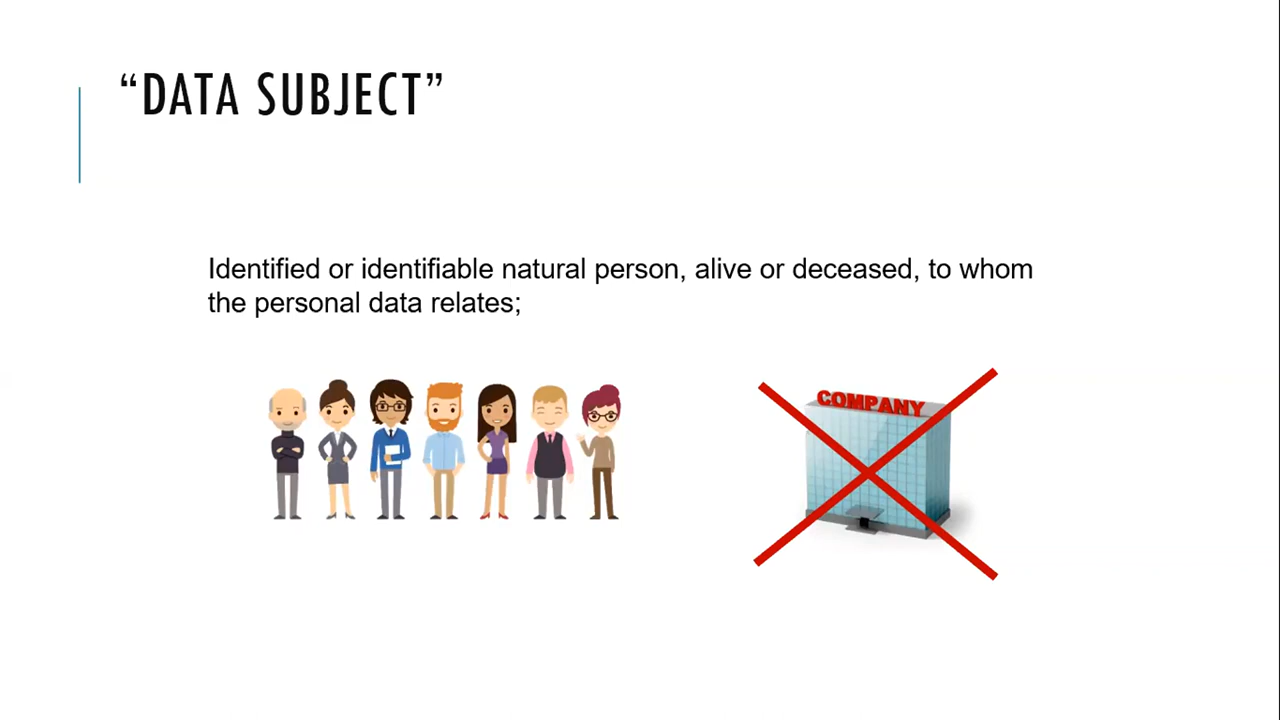 “DATA SUBJECT”
Identified or identifiable natural person, alive or deceased, to whom
the personal data relates;
COMPANY